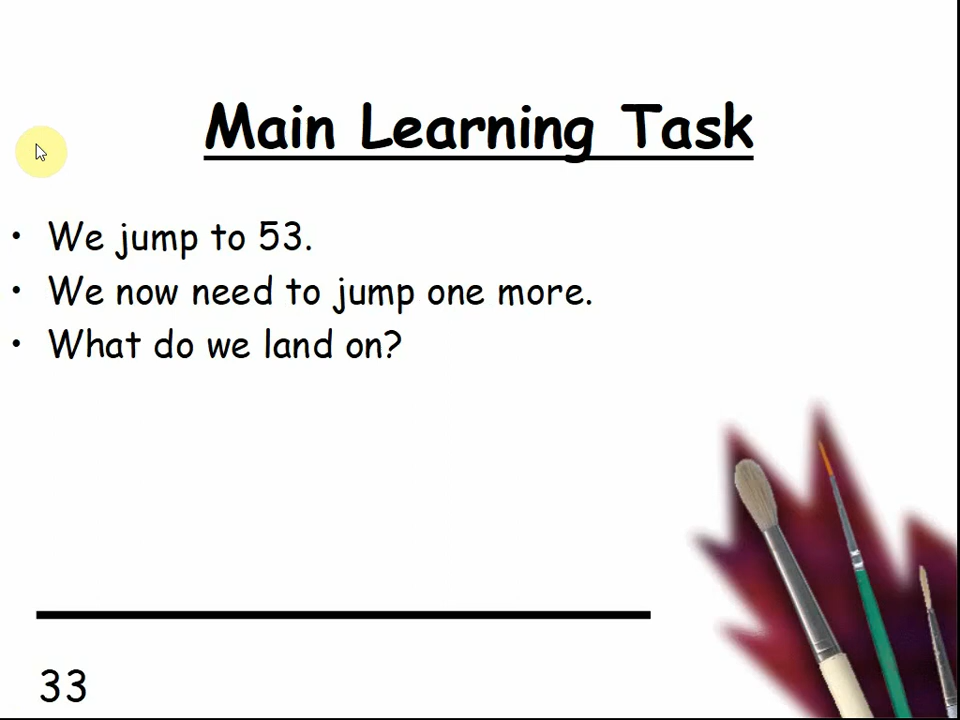 Main Learning Task
• We jump to 53.
• We now need to jump one more.
• What do we land on?
33